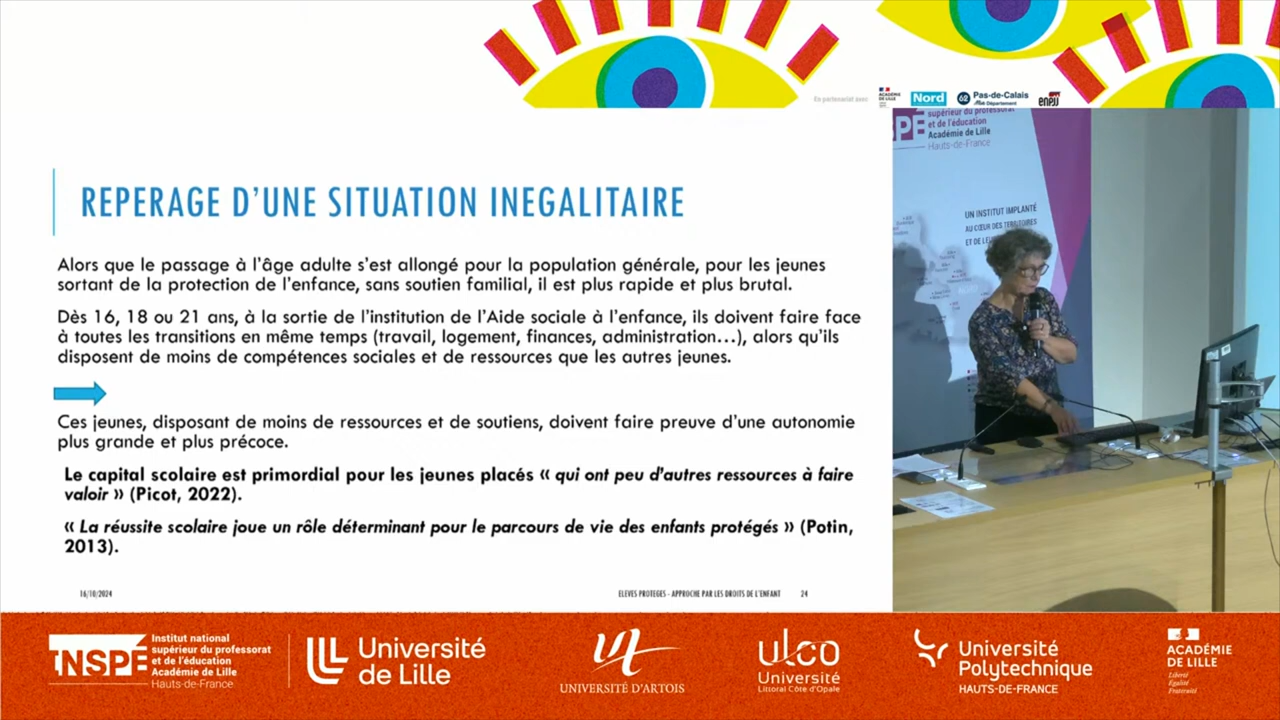 En partenariat avec
ACADÉMIE
DE LILLE
Nord
62
Pas-de-Calais
Département
enpjj
SPÉ
supérieur du professorat
et de l'éducation
Académie de Lille
Hauts-de-France
UN INSTITUT IMPLANTÉ
AU CŒUR DES TERRITOIRES
REPERAGE D'UNE SITUATION INEGALITAIRE
Alors que le passage à l'âge adulte s'est allongé pour la population générale, pour les jeunes
sortant de la protection de l'enfance, sans soutien familial, il est plus rapide et plus brutal.
Dès 16, 18 ou 21 ans, à la sortie de l'institution de l'Aide sociale à l'enfance, ils doivent faire face
à toutes les transitions en même temps (travail, logement, finances, administration…), alors qu'ils
disposent de moins de compétences sociales et de ressources que les autres jeunes.
Ces jeunes, disposant de moins de ressources et de soutiens, doivent faire preuve d'une autonomie
plus grande et plus précoce.
Le capital scolaire est primordial pour les jeunes placés « qui ont peu d'autres ressources à faire
valoir » (Picot, 2022).
« La réussite scolaire joue un rôle déterminant pour le parcours de vie des enfants protégés » (Potin,
2013).
16/10/2024
ELEVES PROTEGES - APPROCHE PAR LES DROITS DE L'ENFANT
24
INSPÉ
Institut national
supérieur du professorat
et de l'éducation
Académie de Lille
Hauts-de-France
Université
de Lille
UNIVERSITÉ D'ARTOIS
ULCO
Université
Littoral Côte d'Opale
Université
Polytechnique
HAUTS-DE-FRANCE
ACADÉMIE
DE LILLE
Liberté
Égalité
Fraternité